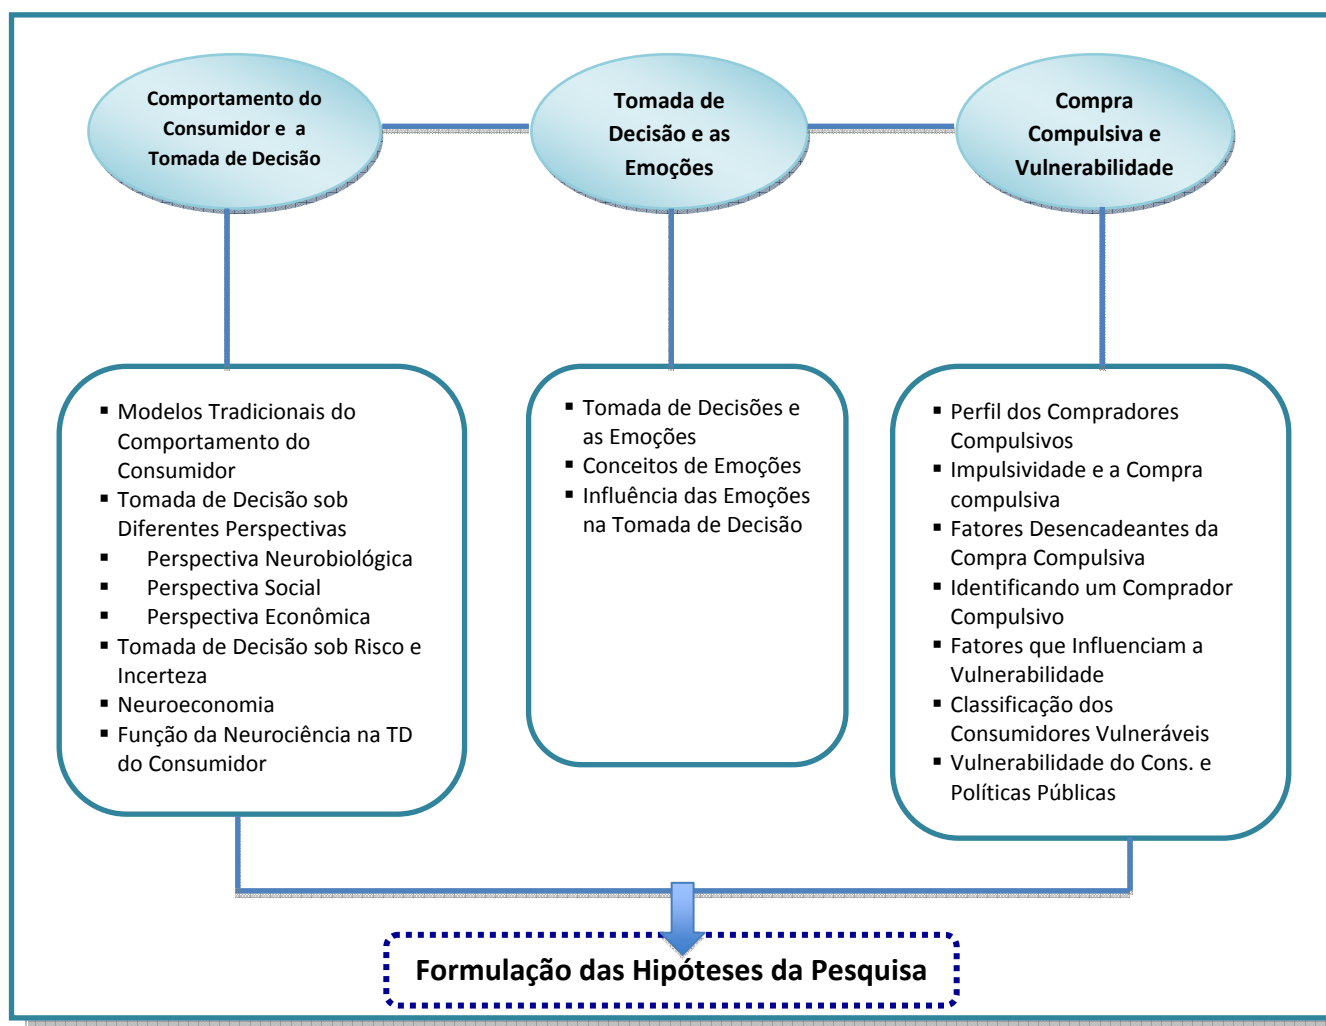 Comportamento do
Consumidor e a
Tomada de Decisão
Tomada de
Decisão e as
Emoções
Compra
Compulsiva e
Vulnerabilidade
▪ Modelos Tradicionais do
Comportamento do
Consumidor
▪ Tomada de Decisão sob
Diferentes Perspectivas
▪ Perspectiva Neurobiológica
▪ Perspectiva Social
▪ Perspectiva Econômica
▪ Tomada de Decisão sob Risco e
Incerteza
▪ Neuroeconomia
▪ Função da Neurociência na TD
do Consumidor
▪ Tomada de Decisões e
as Emoções
▪ Conceitos de Emoções
▪ Influência das Emoções
na Tomada de Decisão
▪ Perfil dos Compradores
Compulsivos
▪ Impulsividade e a Compra
compulsiva
▪ Fatores Desencadeantes da
Compra Compulsiva
▪ Identificando um Comprador
Compulsivo
▪ Fatores que Influenciam a
Vulnerabilidade
▪ Classificação dos
Consumidores Vulneráveis
▪ Vulnerabilidade do Cons. e
Políticas Públicas
Formulação das Hipóteses da Pesquisa